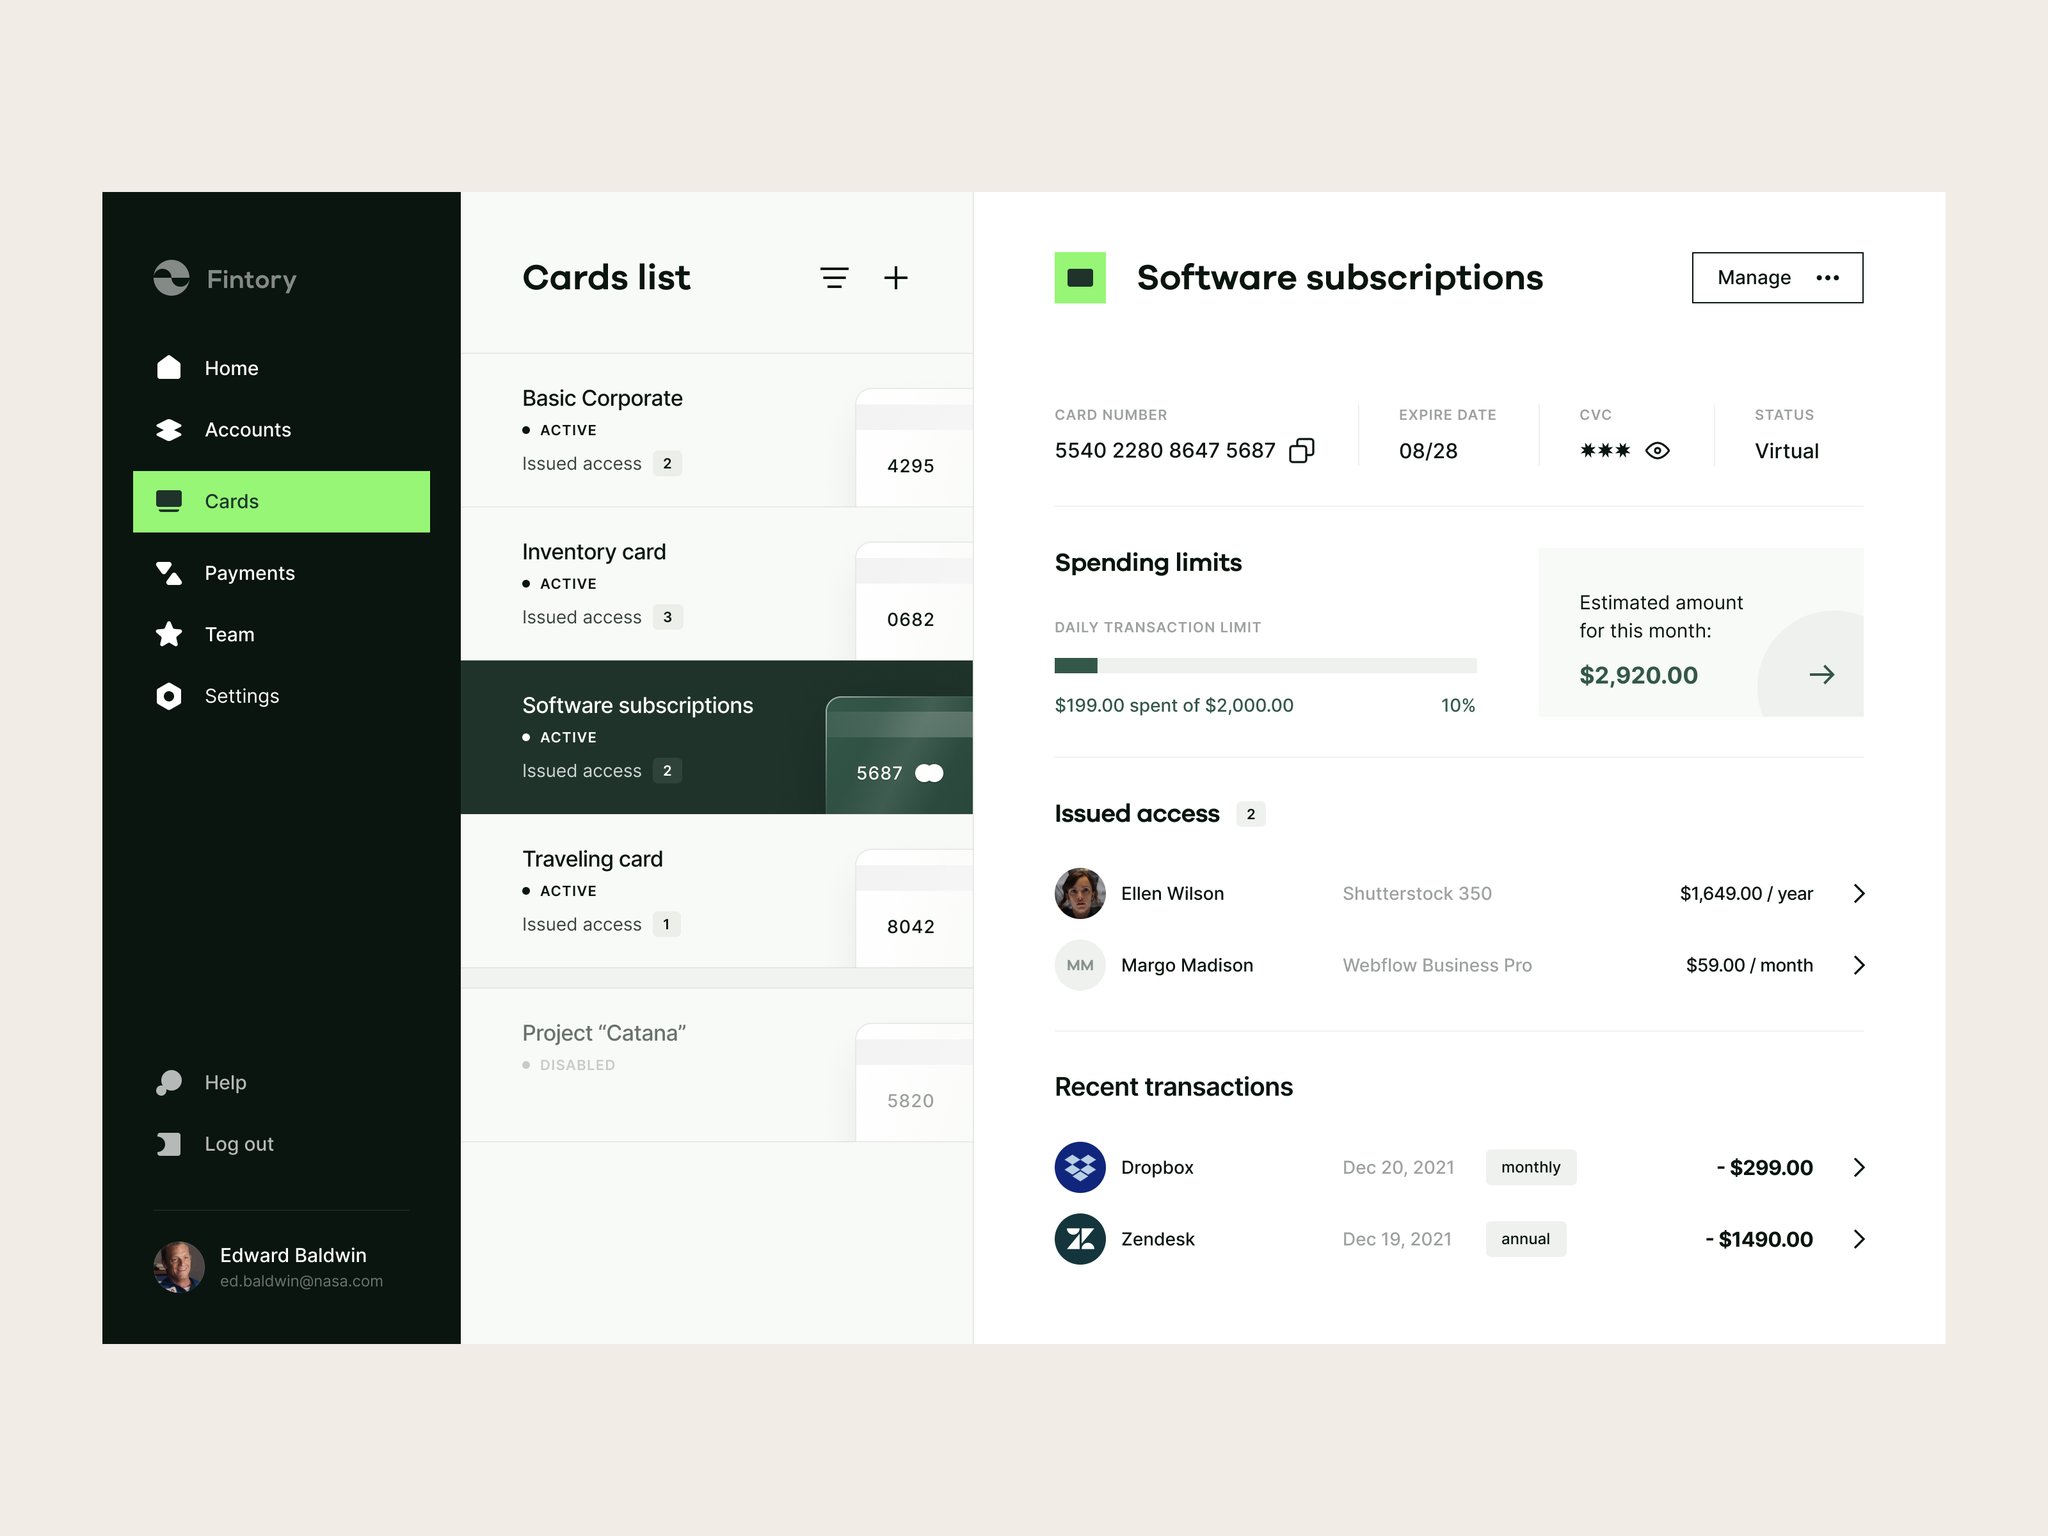 Fintory
Home
Accounts
Cards
Payments
Team
Settings
Help
Log out
Edward Baldwin
ed.baldwin@nasa.com
Cards list
Basic Corporate
ACTIVE
Issued access 2
4295
Inventory card
ACTIVE
Issued access 3
0682
Software subscriptions
ACTIVE
Issued access 2
5687
Traveling card
ACTIVE
Issued access 1
8042
Project “Catana”
DISABLED
5820
Software subscriptions
Manage
CARD NUMBER
5540 2280 8647 5687
EXPIRE DATE
08/28
CVC
✷✷✷
STATUS
Virtual
Spending limits
DAILY TRANSACTION LIMIT
$199.00 spent of $2,000.00 10%
Estimated amount
for this month:
$2,920.00
Issued access 2
Ellen Wilson Shutterstock 350 $1,649.00 / year
MM Margo Madison Webflow Business Pro $59.00 / month
Recent transactions
Dropbox Dec 20, 2021 monthly - $299.00
Zendesk Dec 19, 2021 annual - $1490.00